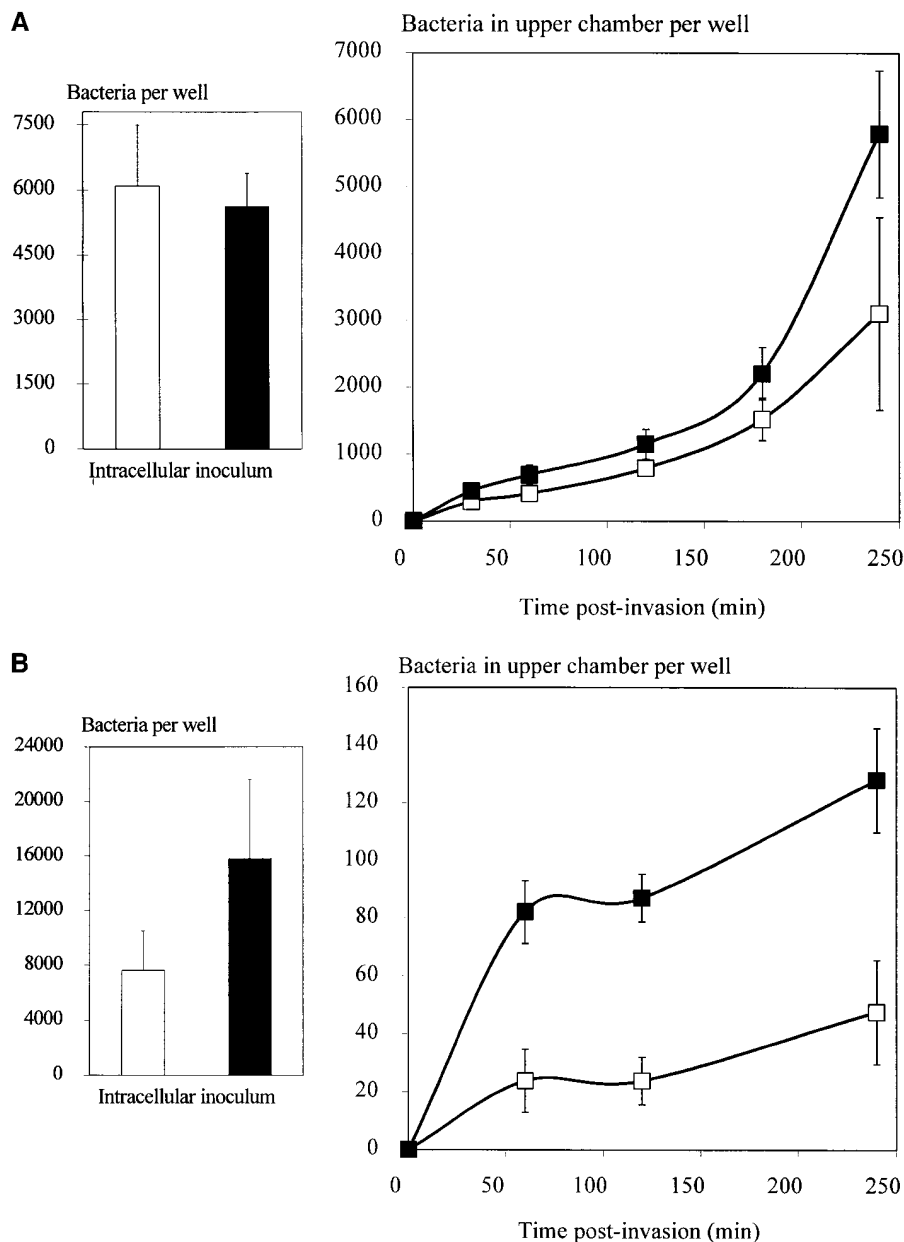 A
Bacteria in upper chamber per well
Bacteria per well
7500
6000
4500
3000
1500
0
Intracellular inoculum
7000
6000
5000
4000
3000
2000
1000
0
0 50 100 150 200 250
Time post-invasion (min)
B
Bacteria in upper chamber per well
Bacteria per well
24000
20000
16000
12000
8000
4000
0
Intracellular inoculum
160
140
120
100
80
60
40
20
0
0 50 100 150 200 250
Time post-invasion (min)